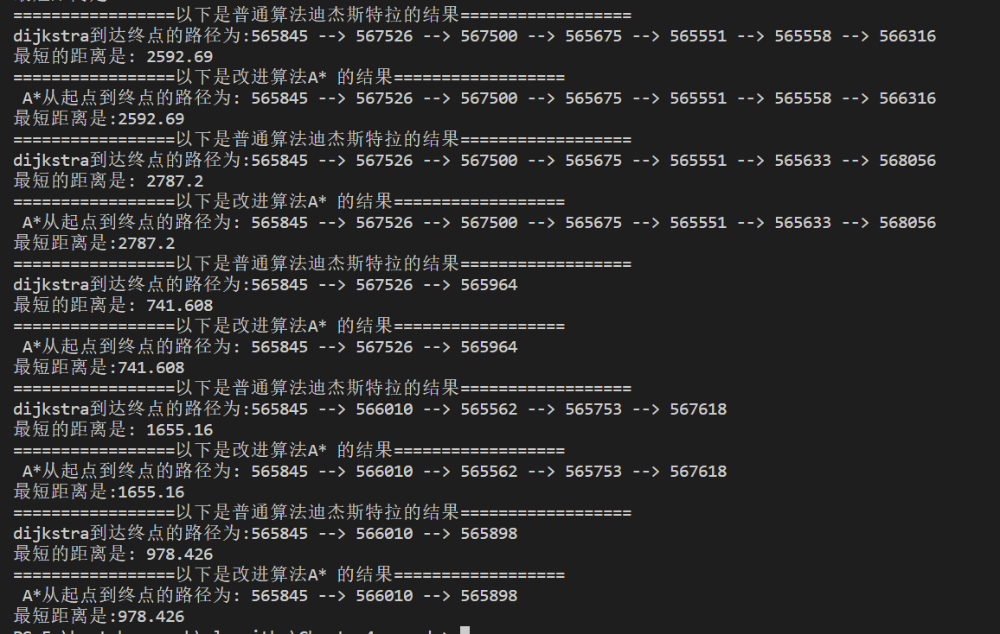 =================以下是普通算法迪杰斯特拉的结果==================
dijkstra到达终点的路径为:565845 --> 567526 --> 567500 --> 565675 --> 565551 --> 565558 --> 566316
最短的距离是: 2592.69
=================以下是改进算法A* 的结果==================
 A*从起点到终点的路径为: 565845 --> 567526 --> 567500 --> 565675 --> 565551 --> 565558 --> 566316
最短距离是:2592.69
=================以下是普通算法迪杰斯特拉的结果==================
dijkstra到达终点的路径为:565845 --> 567526 --> 567500 --> 565675 --> 565551 --> 565633 --> 568056
最短的距离是: 2787.2
=================以下是改进算法A* 的结果==================
 A*从起点到终点的路径为: 565845 --> 567526 --> 567500 --> 565675 --> 565551 --> 565633 --> 568056
最短距离是:2787.2
=================以下是普通算法迪杰斯特拉的结果==================
dijkstra到达终点的路径为:565845 --> 567526 --> 565964
最短的距离是: 741.608
=================以下是改进算法A* 的结果==================
 A*从起点到终点的路径为: 565845 --> 567526 --> 565964
最短距离是:741.608
=================以下是普通算法迪杰斯特拉的结果==================
dijkstra到达终点的路径为:565845 --> 566010 --> 565562 --> 565753 --> 567618
最短的距离是: 1655.16
=================以下是改进算法A* 的结果==================
 A*从起点到终点的路径为: 565845 --> 566010 --> 565562 --> 565753 --> 567618
最短距离是:1655.16
=================以下是普通算法迪杰斯特拉的结果==================
dijkstra到达终点的路径为:565845 --> 566010 --> 565898
最短的距离是: 978.426
=================以下是改进算法A* 的结果==================
 A*从起点到终点的路径为: 565845 --> 566010 --> 565898
最短距离是:978.426